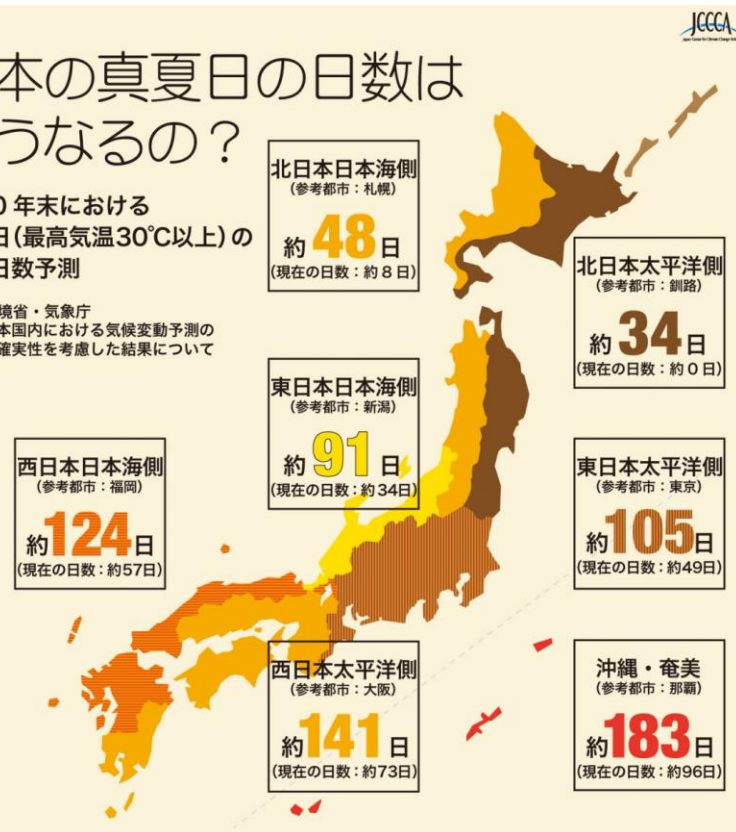 JCCCA
本の真夏日の日数は
うなるの？
0年末における
日(最高気温30℃以上)の
日数予測
境省・気象庁
本国内における気候変動予測の
確実性を考慮した結果について
北日本日本海側
(参考都市：札幌)
約48日
(現在の日数：約8日)
北日本太平洋側
(参考都市：釧路)
約34日
(現在の日数：約0日)
東日本日本海側
(参考都市：新潟)
約91日
(現在の日数：約34日)
西日本日本海側
(参考都市：福岡)
約124日
(現在の日数：約57日)
東日本太平洋側
(参考都市：東京)
約105日
(現在の日数：約49日)
西日本太平洋側
(参考都市：大阪)
約141日
(現在の日数：約73日)
沖縄・奄美
(参考都市：那覇)
約183日
(現在の日数：約96日)